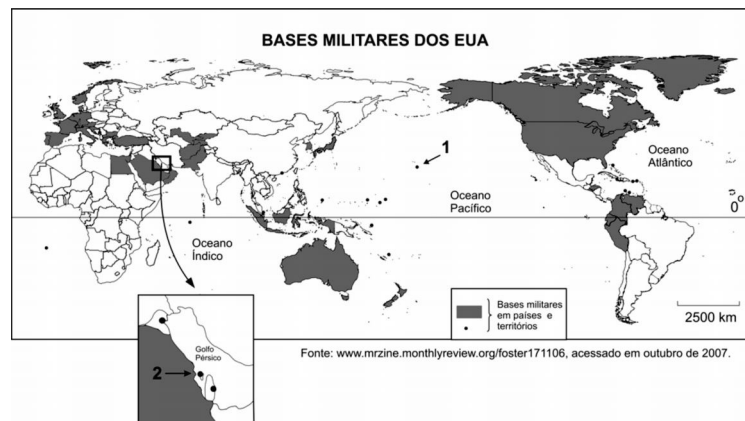 BASES MILITARES DOS EUA
1
Oceano
Atlântico
Oceano
Pacífico
0°
Oceano
Índico
Bases militares
em países e
territórios
2500 km
Golfo
Pérsico
2
Fonte: www.mrzine.monthlyreview.org/foster171106, acessado em outubro de 2007.